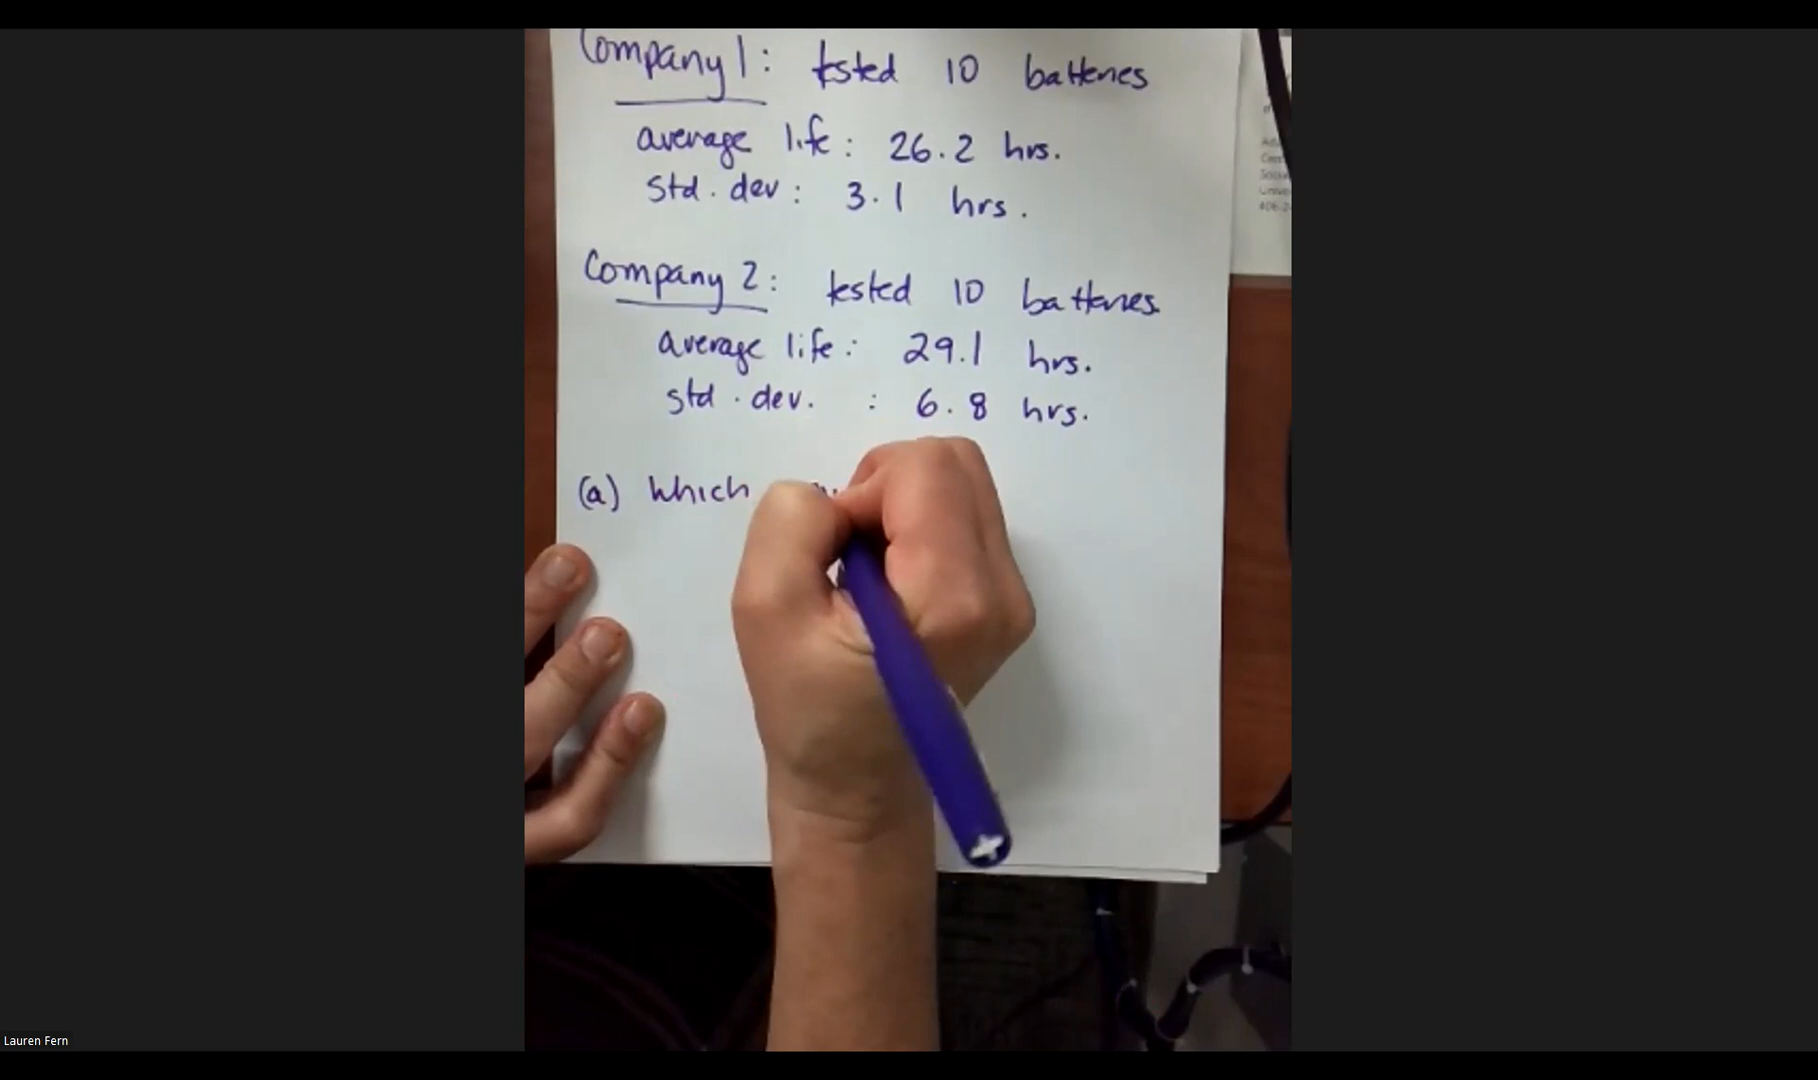 Company 1: tested 10 batteries
average life: 26.2 hrs.
std. dev: 3.1 hrs.
Company 2: tested 10 batteries.
average life: 29.1 hrs.
std. dev. : 6.8 hrs.
(a) Which
Lauren Fern